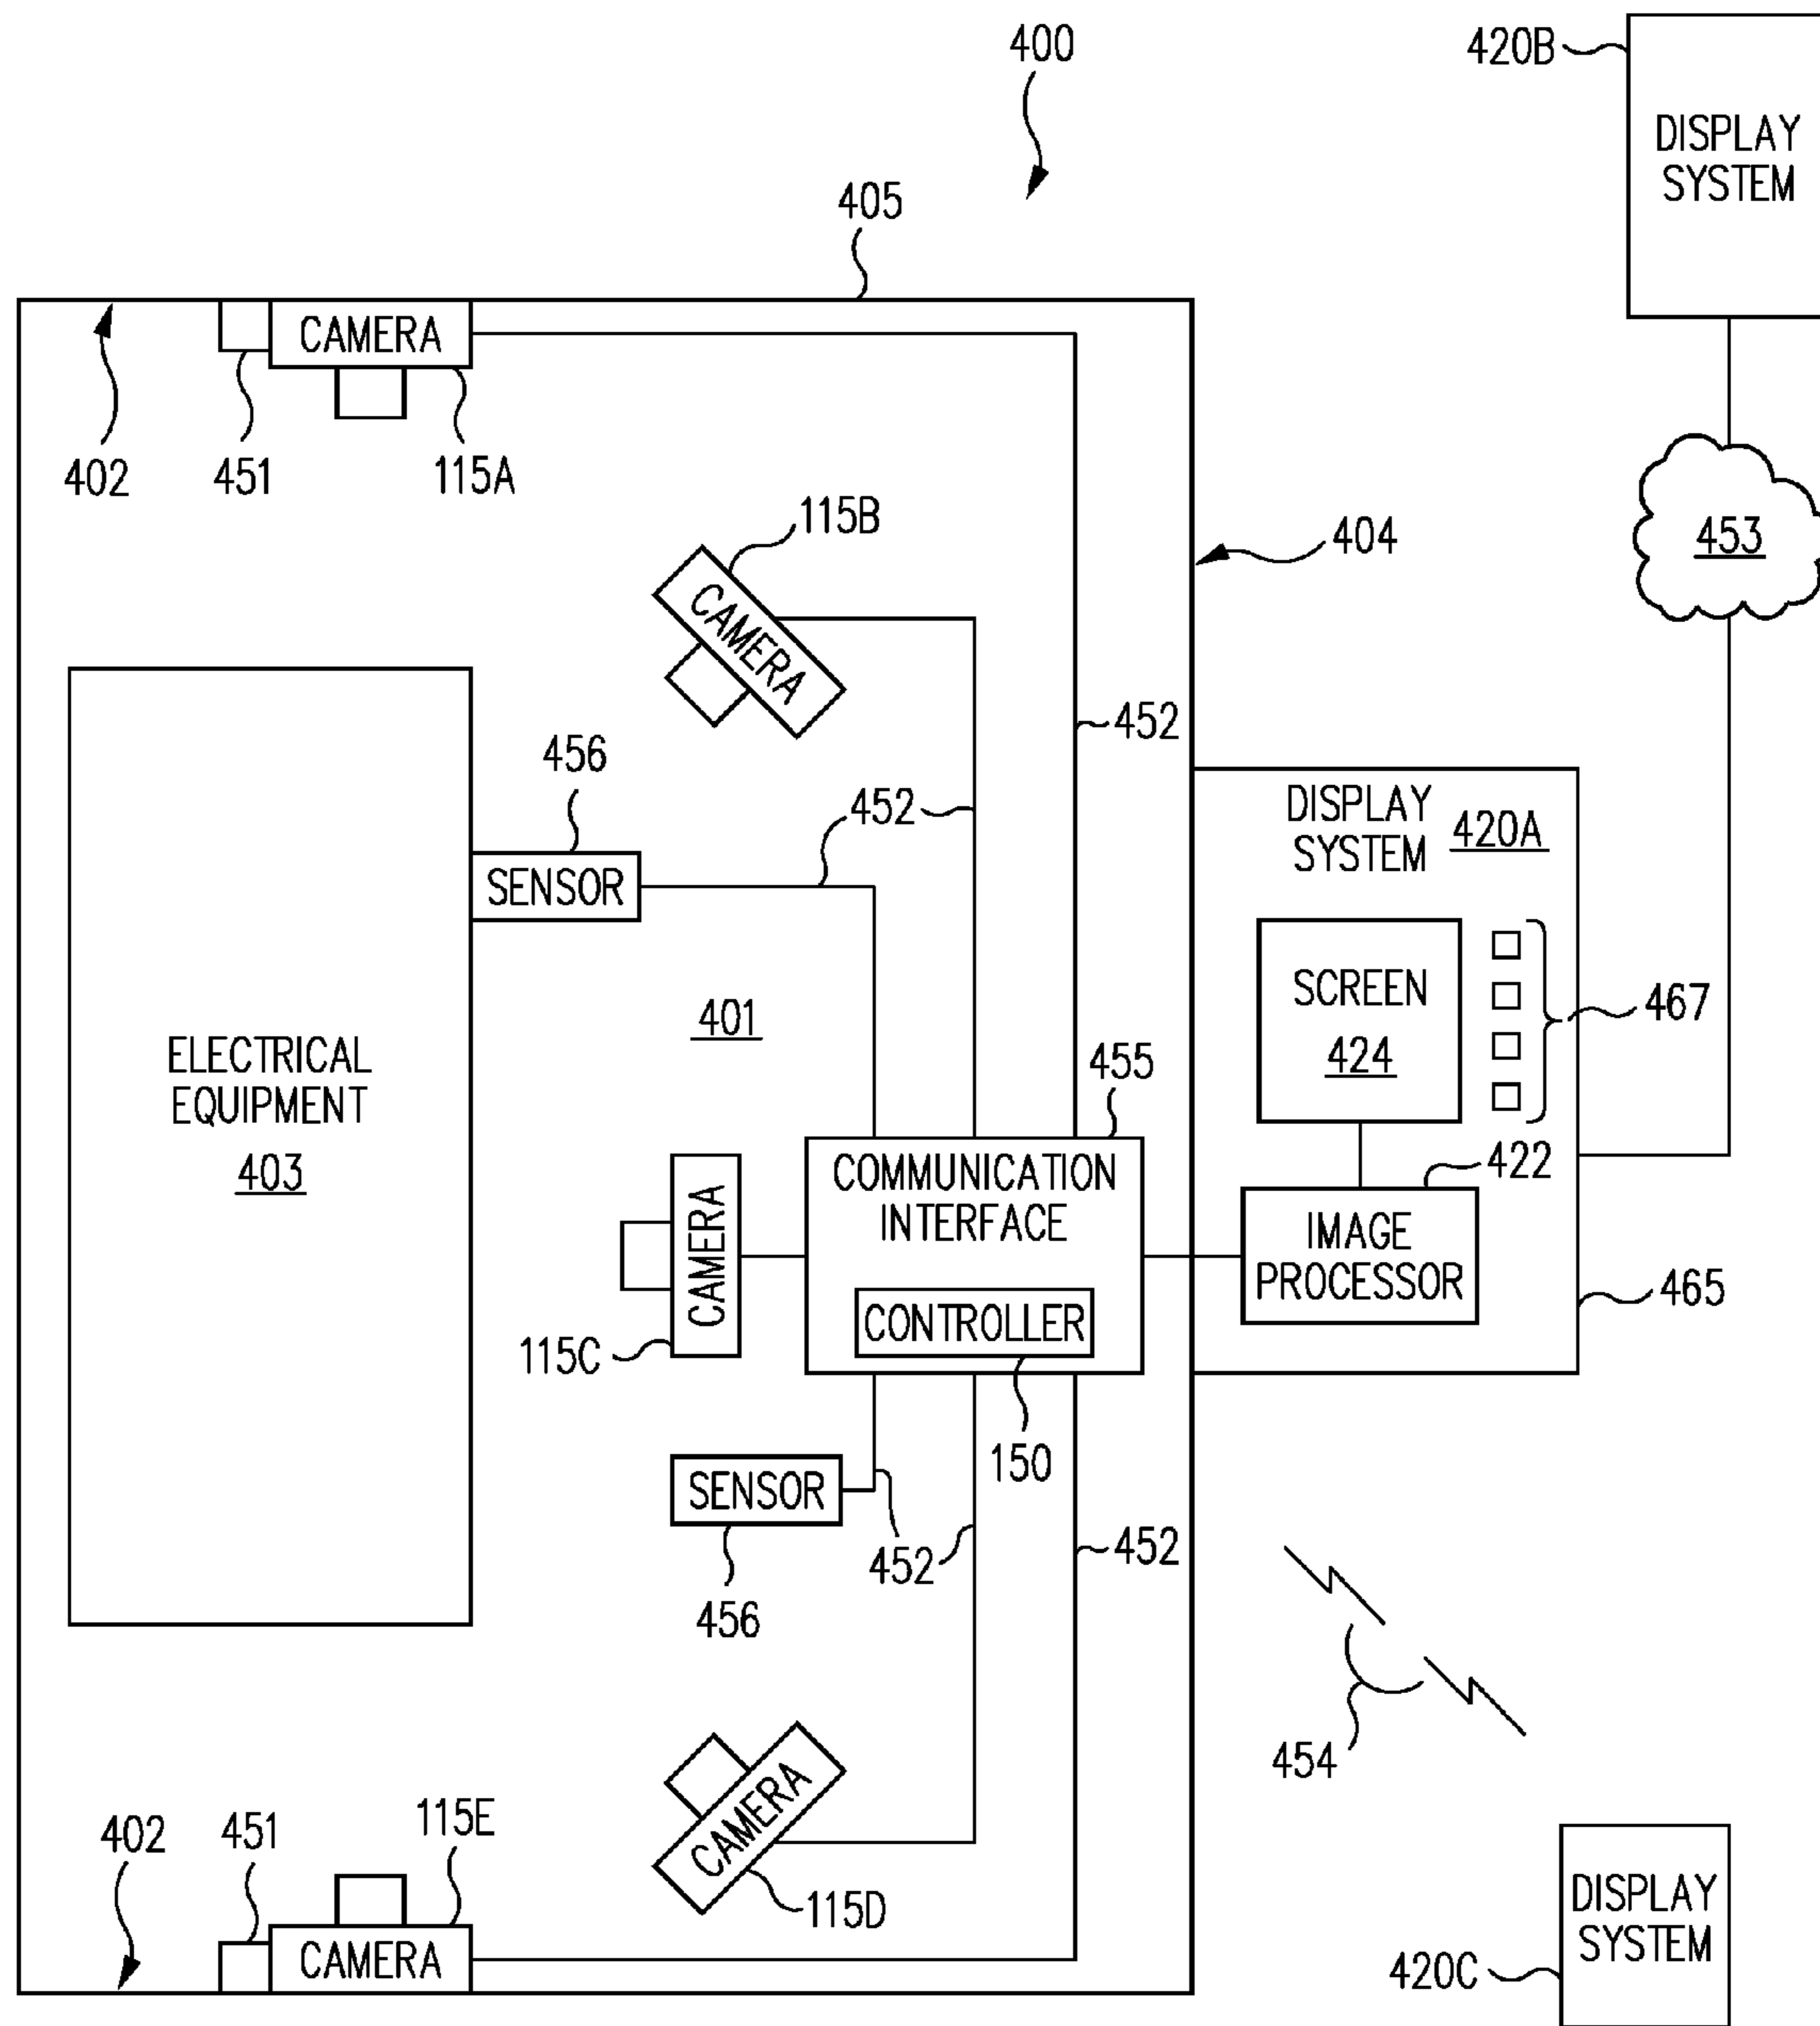 400
420B
DISPLAY
SYSTEM
405
CAMERA
402
451
115A
115B
404
453
CAMERA
452
456
452
DISPLAY
SYSTEM
420A
SENSOR
SCREEN
424
467
401
ELECTRICAL
EQUIPMENT
403
455
COMMUNICATION
INTERFACE
422
IMAGE
PROCESSOR
CAMERA
465
CONTROLLER
115C
150
SENSOR
452
452
456
454
CAMERA
115D
402
451
115E
CAMERA
DISPLAY
SYSTEM
420C